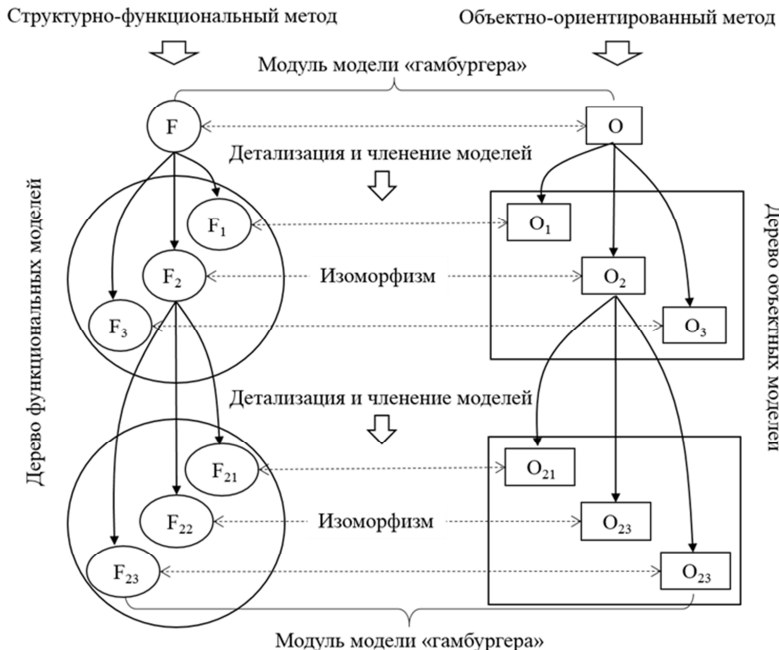 Структурно-функциональный метод
Объектно-ориентированный метод
Модуль модели «гамбургера»
F
O
Детализация и членение моделей
Дерево функциональных моделей
Дерево объектных моделей
F1
O1
F2
Изоморфизм
O2
F3
O3
Детализация и членение моделей
F21
O21
F22
Изоморфизм
O23
F23
O23
Модуль модели «гамбургера»